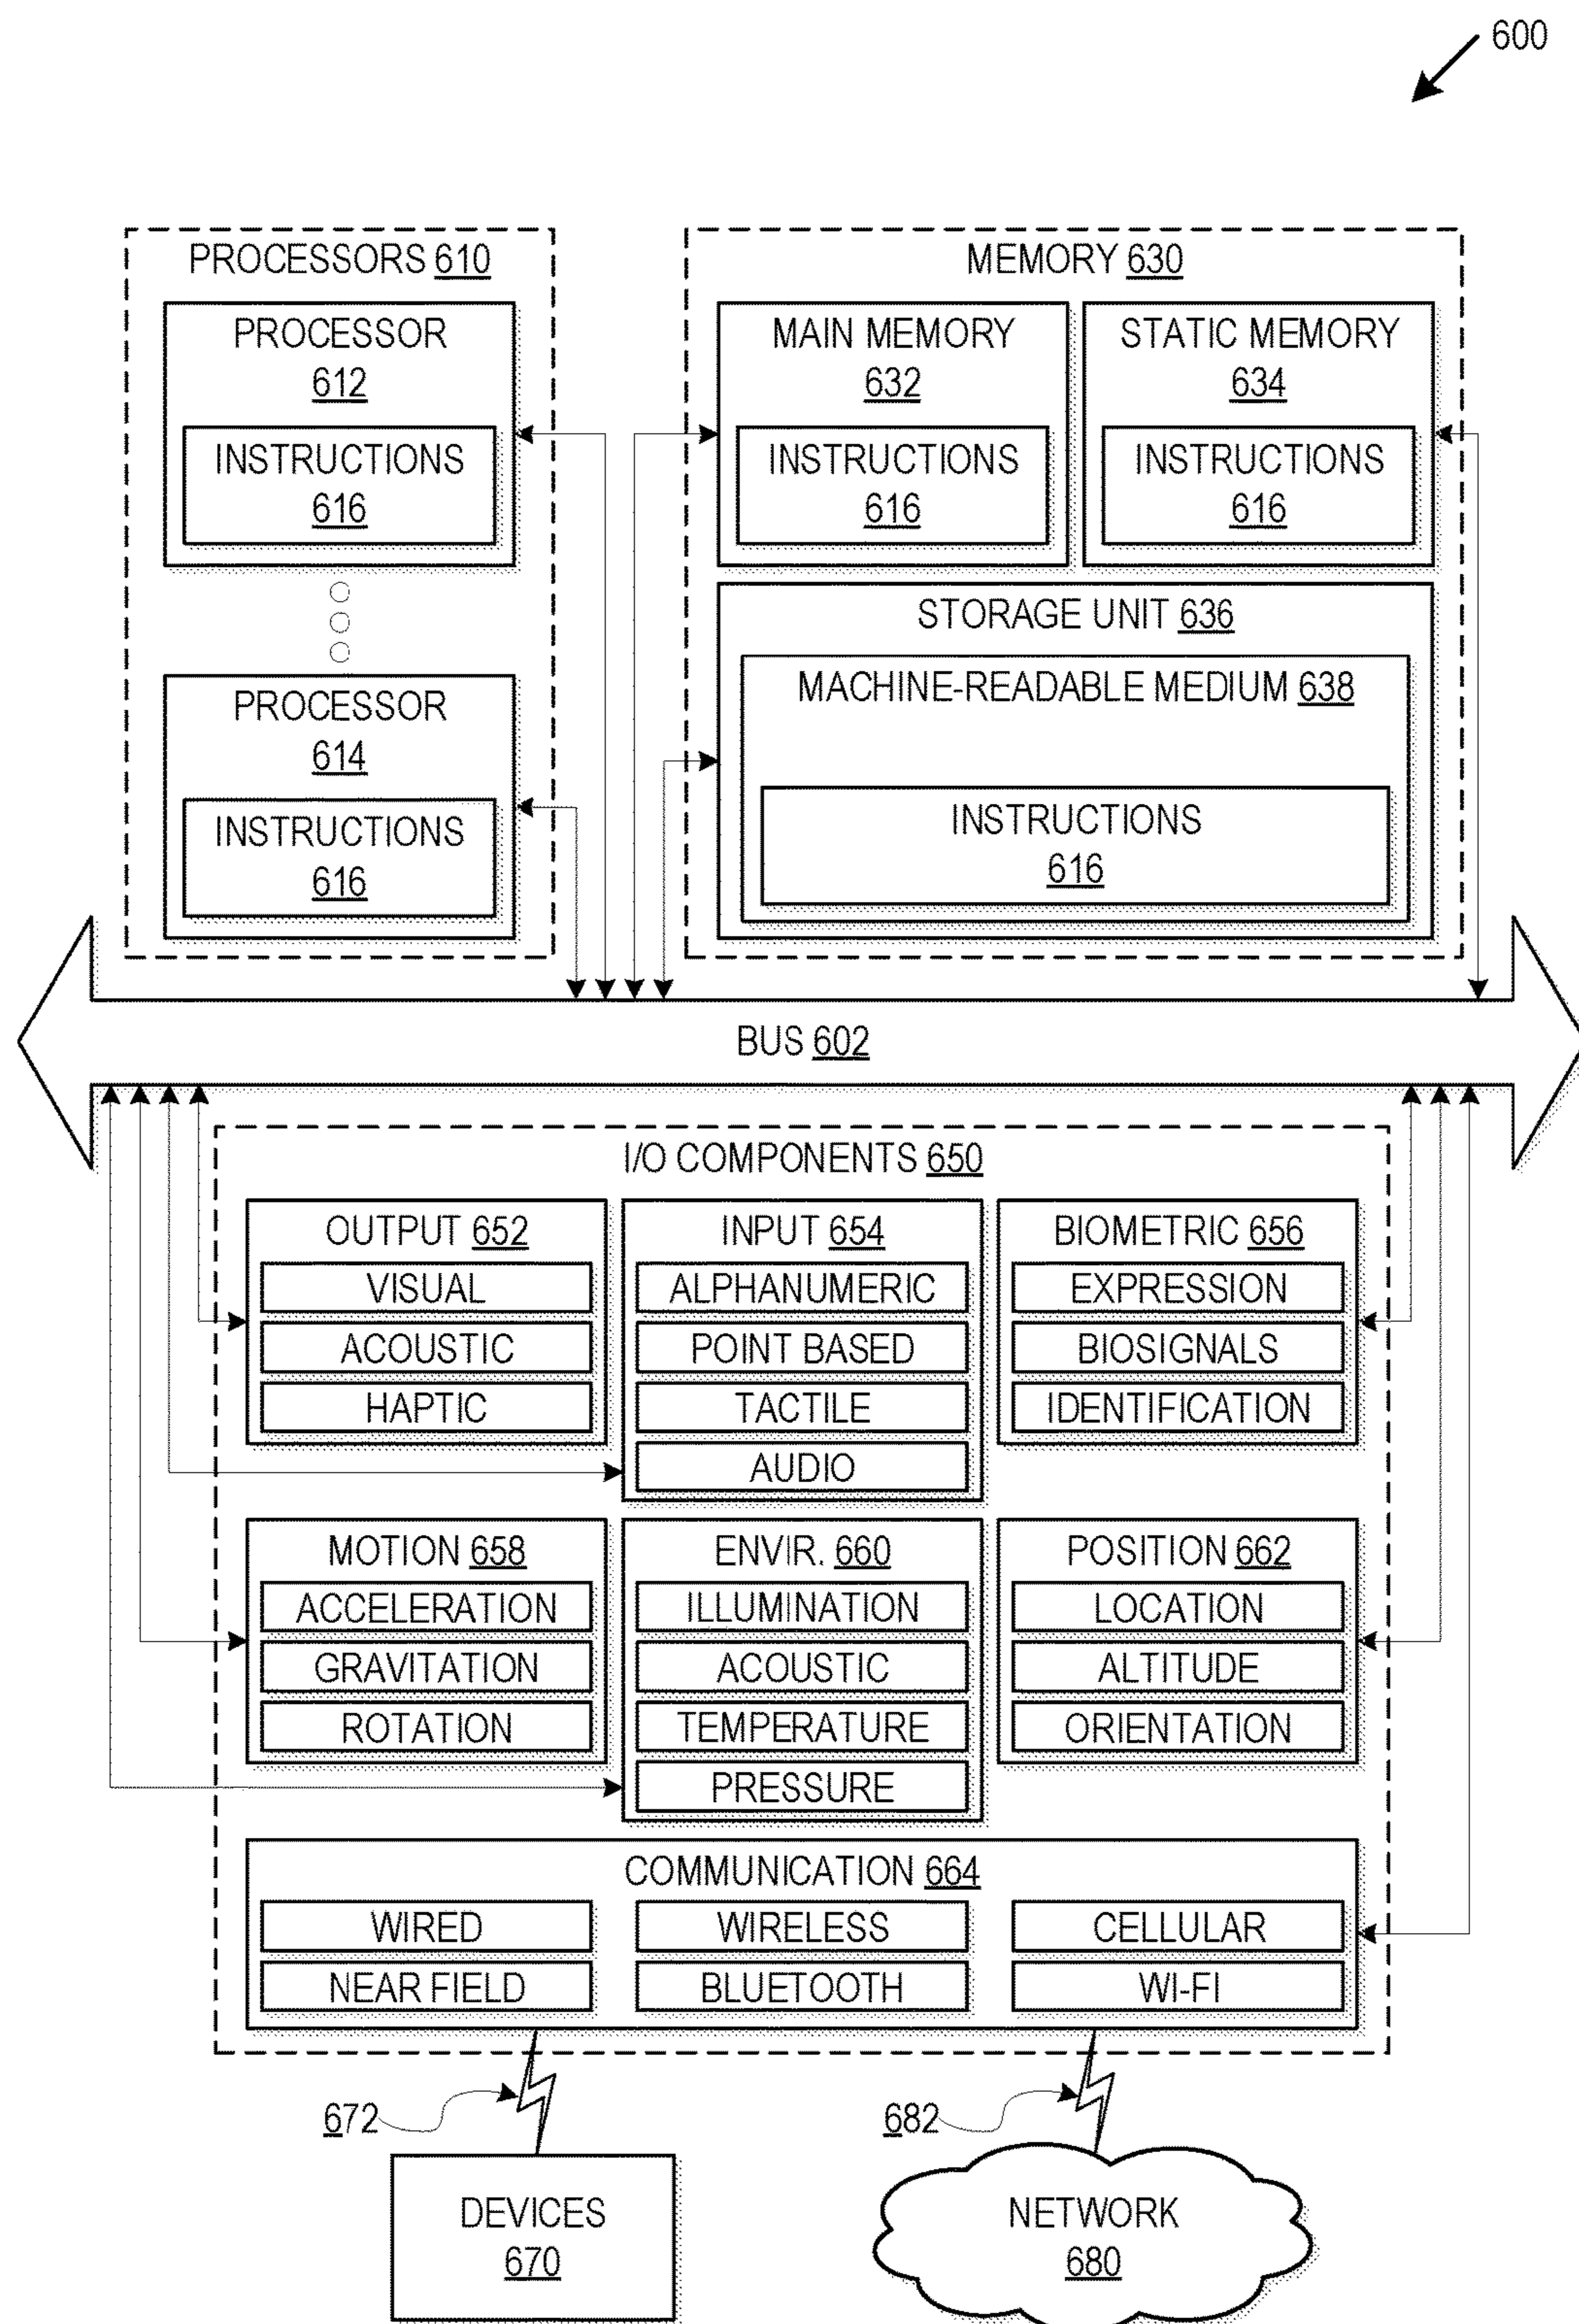 600
PROCESSORS 610
PROCESSOR
612
INSTRUCTIONS
616
PROCESSOR
614
INSTRUCTIONS
616
MEMORY 630
MAIN MEMORY
632
INSTRUCTIONS
616
STATIC MEMORY
634
INSTRUCTIONS
616
STORAGE UNIT 636
MACHINE-READABLE MEDIUM 638
INSTRUCTIONS
616
BUS 602
I/O COMPONENTS 650
OUTPUT 652
VISUAL
ACOUSTIC
HAPTIC
INPUT 654
ALPHANUMERIC
POINT BASED
TACTILE
AUDIO
BIOMETRIC 656
EXPRESSION
BIOSIGNALS
IDENTIFICATION
MOTION 658
ACCELERATION
GRAVITATION
ROTATION
ENVIR. 660
ILLUMINATION
ACOUSTIC
TEMPERATURE
PRESSURE
POSITION 662
LOCATION
ALTITUDE
ORIENTATION
COMMUNICATION 664
WIRED
WIRELESS
CELLULAR
NEAR FIELD
BLUETOOTH
WI-FI
672
682
DEVICES
670
NETWORK
680